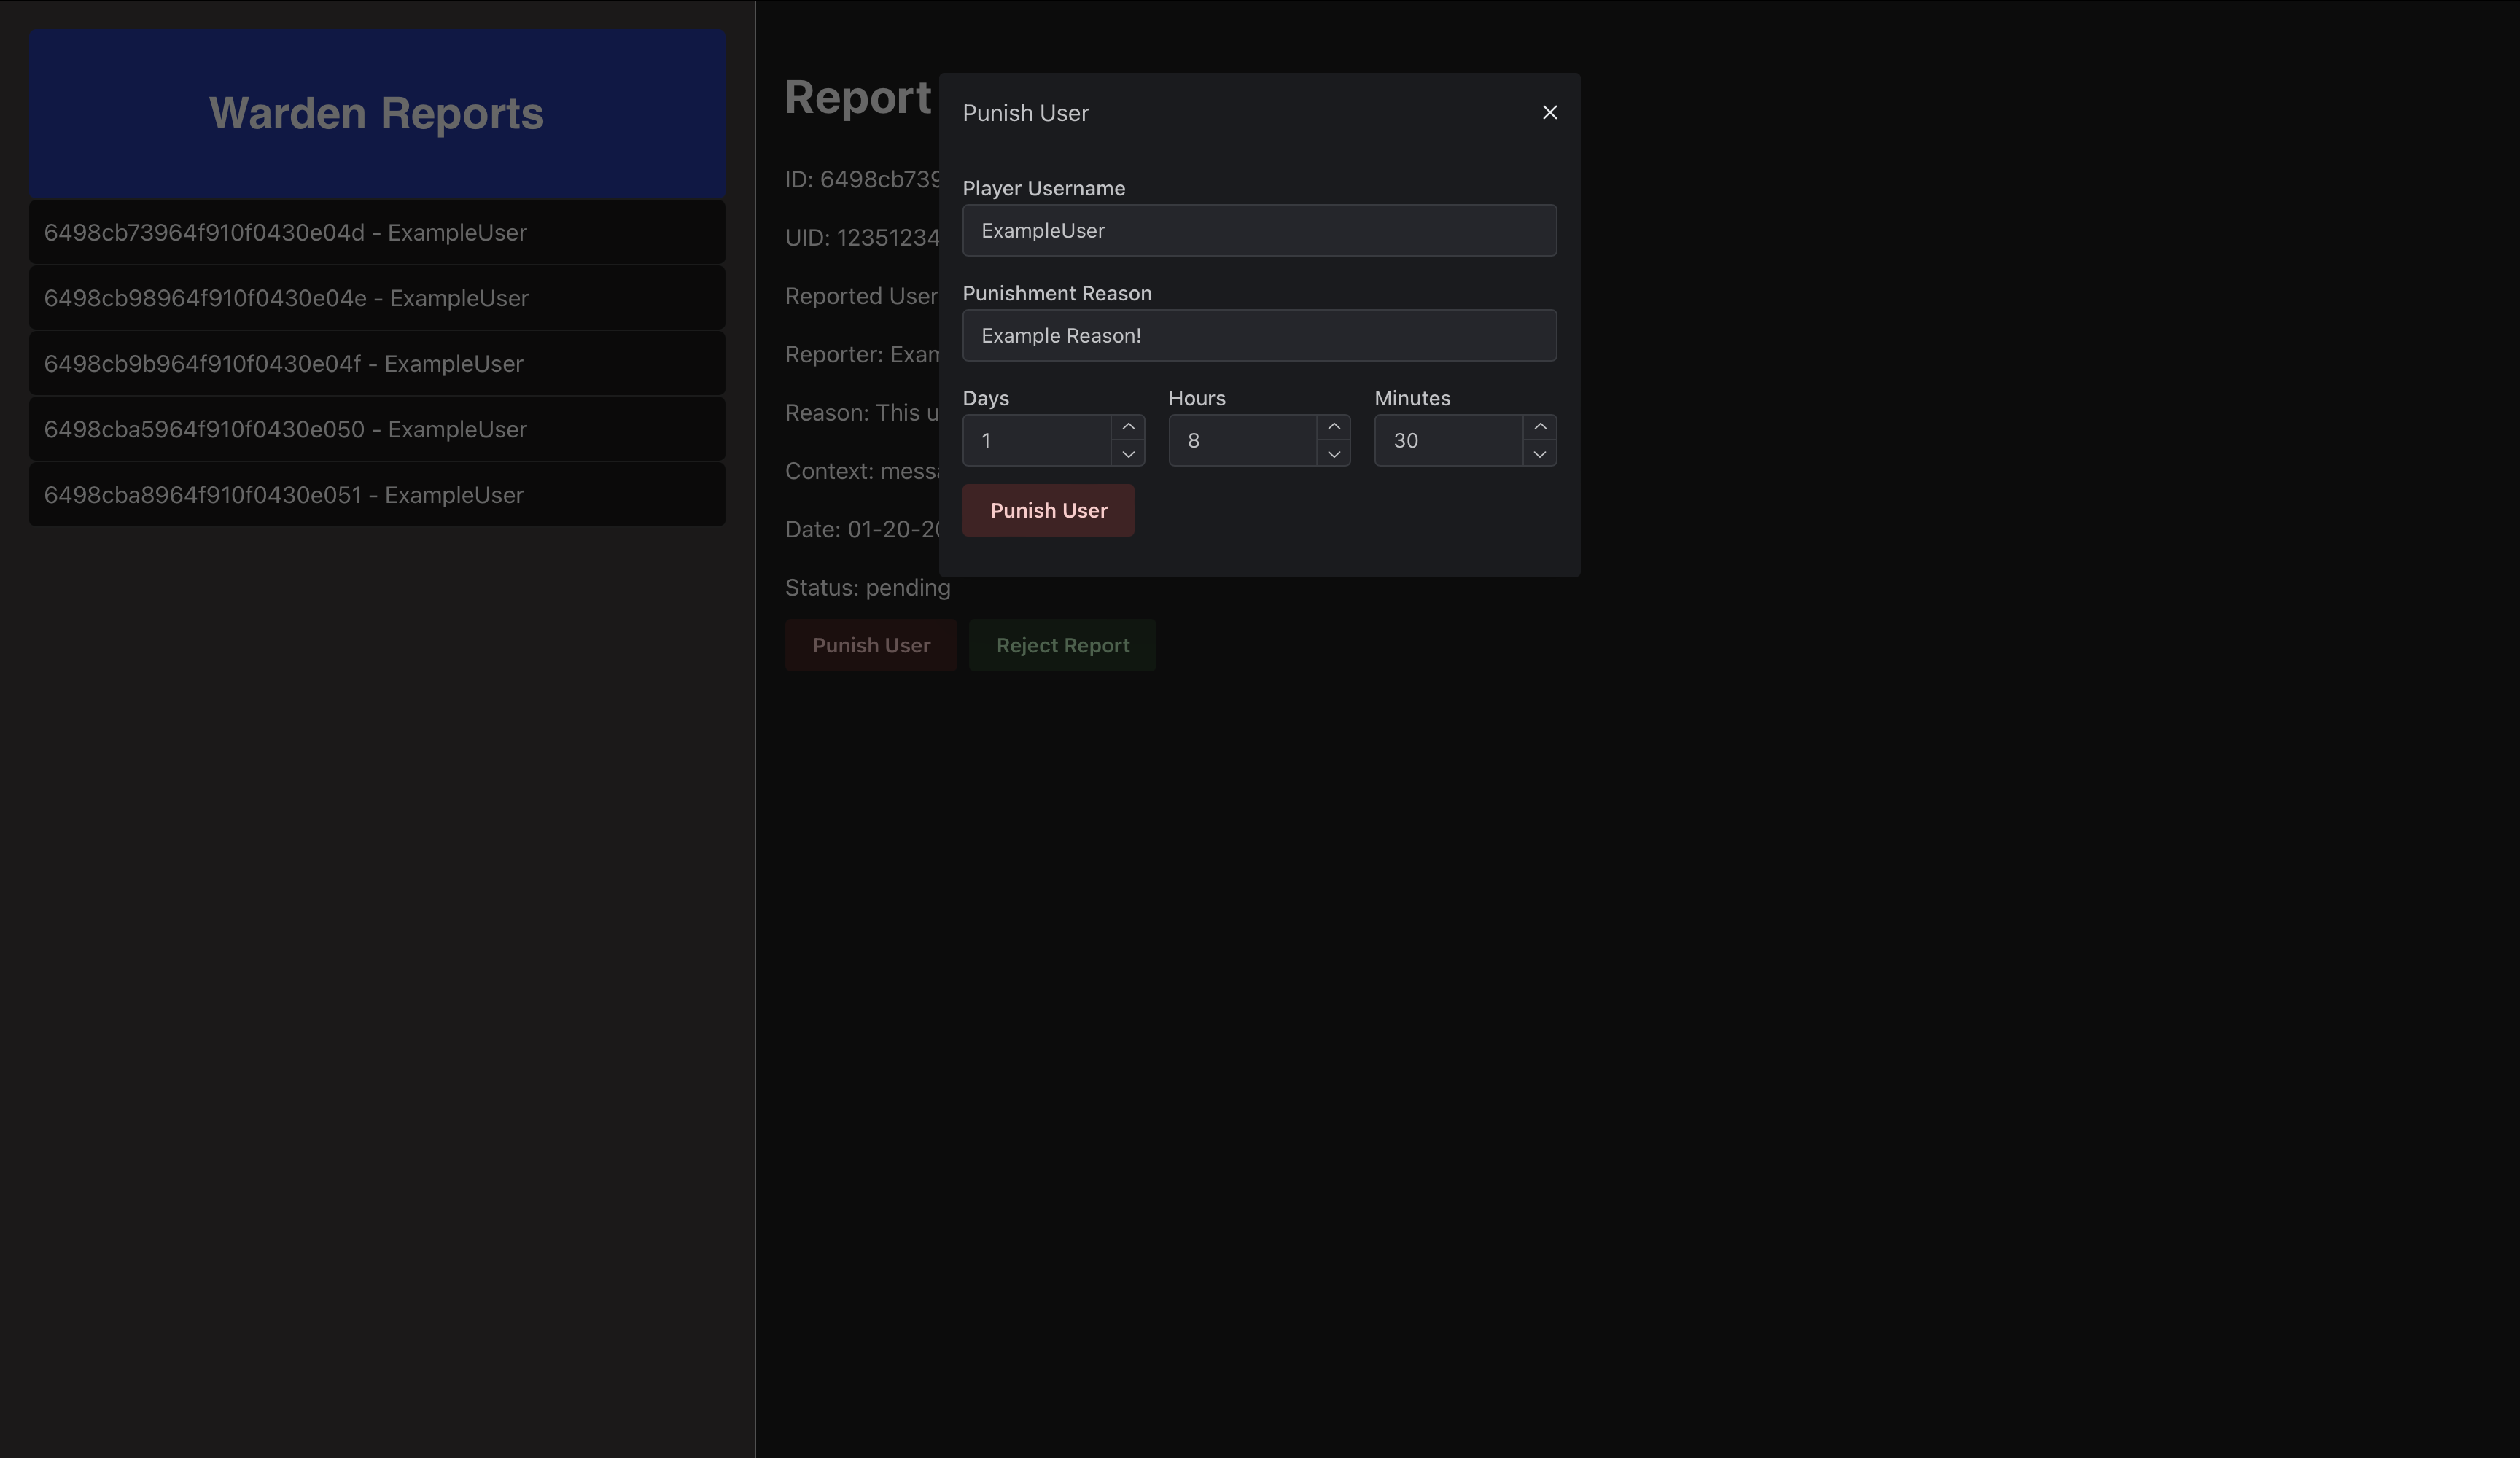 Warden Reports
6498cb73964f910f0430e04d - ExampleUser
6498cb98964f910f0430e04e - ExampleUser
6498cb9b964f910f0430e04f - ExampleUser
6498cba5964f910f0430e050 - ExampleUser
6498cba8964f910f0430e051 - ExampleUser
Report
ID: 6498cb739
UID: 12351234
Reported User
Reporter: Exam
Reason: This u
Context: messa
Date: 01-20-20
Status: pending
Punish User
Reject Report
Punish User
Player Username
ExampleUser
Punishment Reason
Example Reason!
Days
Hours
Minutes
1
8
30
Punish User